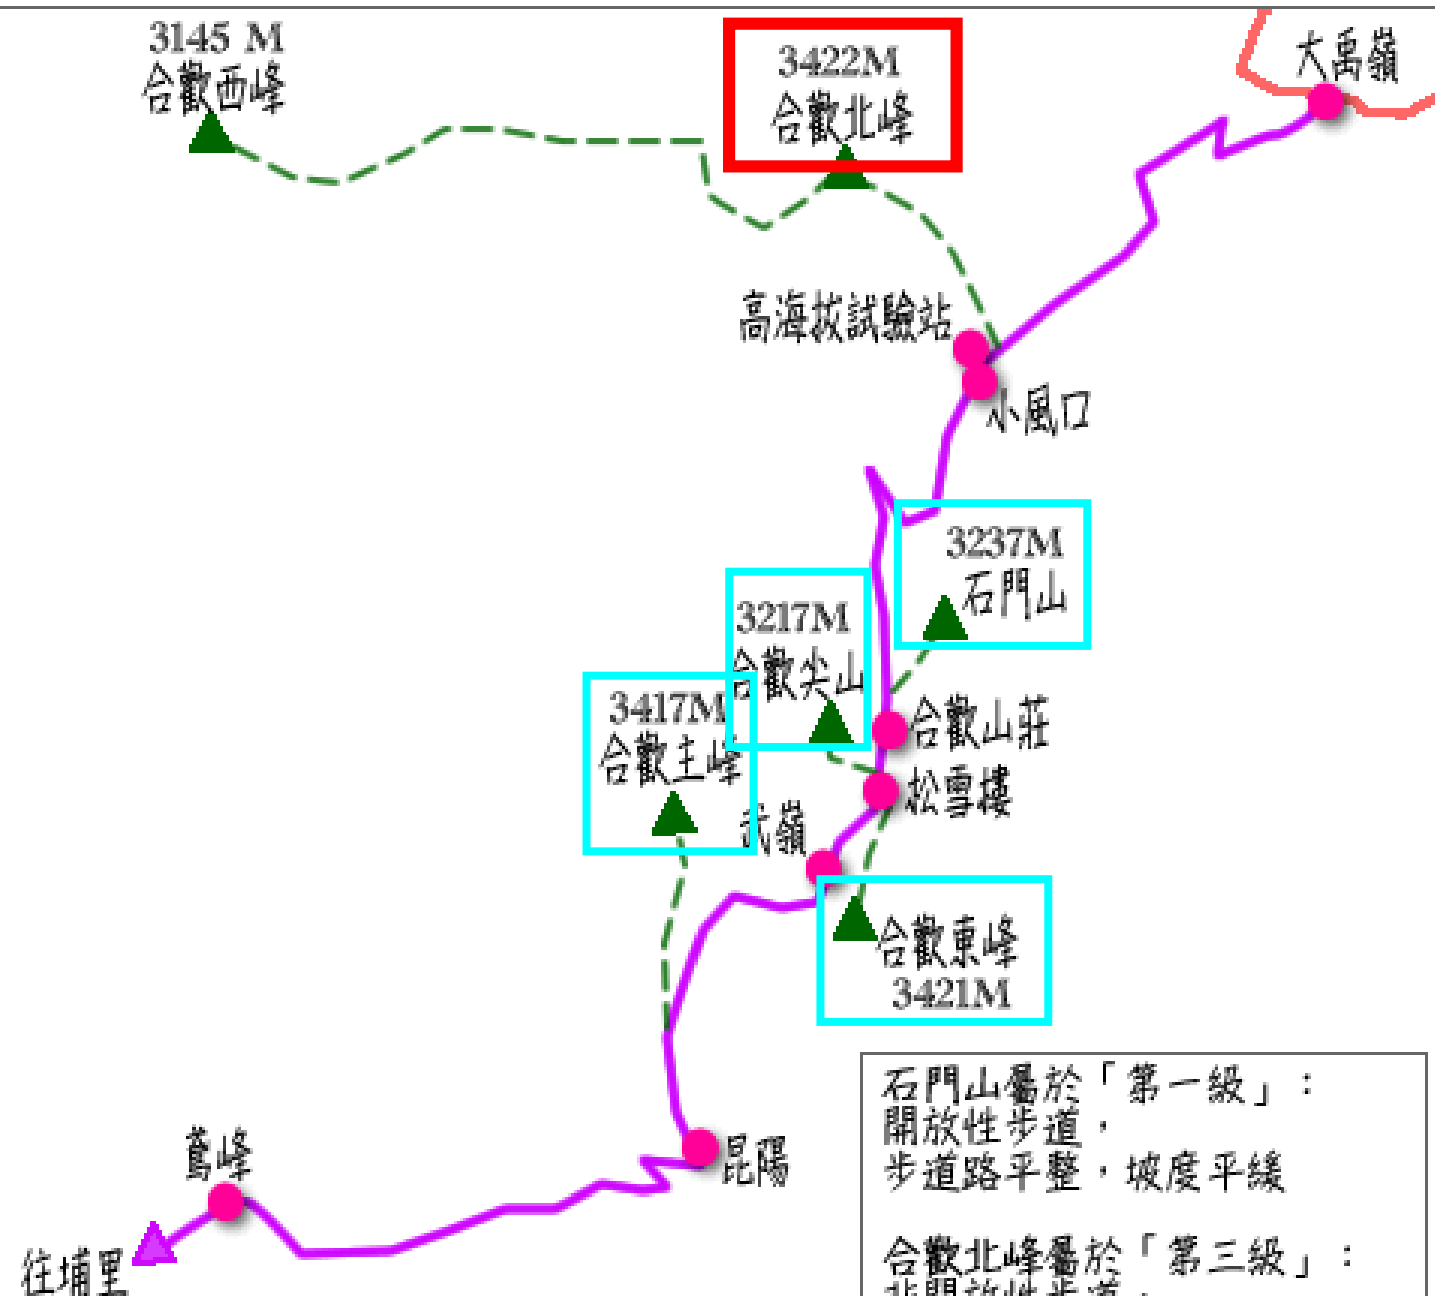 3145 M
合歡西峰
3422M
合歡北峰
大禹嶺
高海拔試驗站
小風口
3237M
石門山
3217M
合歡尖山
3417M
合歡主峰
合歡山莊
松雪樓
武嶺
合歡東峰
3421M
鳶峰
昆陽
往埔里
石門山屬於「第一級」：
開放性步道，
步道路平整，坡度平緩
合歡北峰屬於「第三級」：